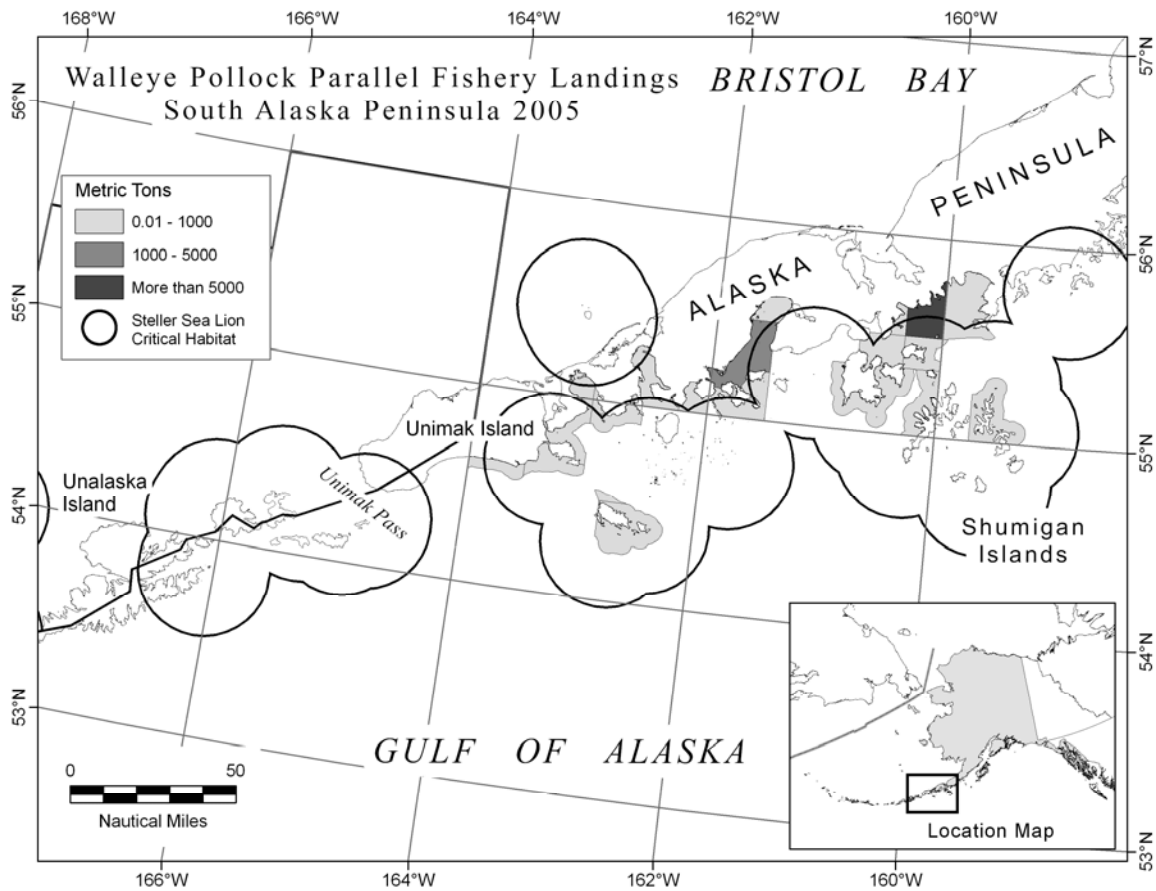 168°W
166°W
164°W
162°W
160°W
Walleye Pollock Parallel Fishery Landings
South Alaska Peninsula 2005
BRISTOL BAY
57°N
56°N
PENINSULA
Metric Tons
0.01 - 1000
1000 - 5000
More than 5000
Steller Sea Lion
Critical Habitat
ALASKA
56°N
55°N
Unimak Island
55°N
Unalaska
Island
Unimak Pass
54°N
Shumigan
Islands
54°N
53°N
GULF OF ALASKA
0 50
Nautical Miles
Location Map
53°N
166°W
164°W
162°W
160°W